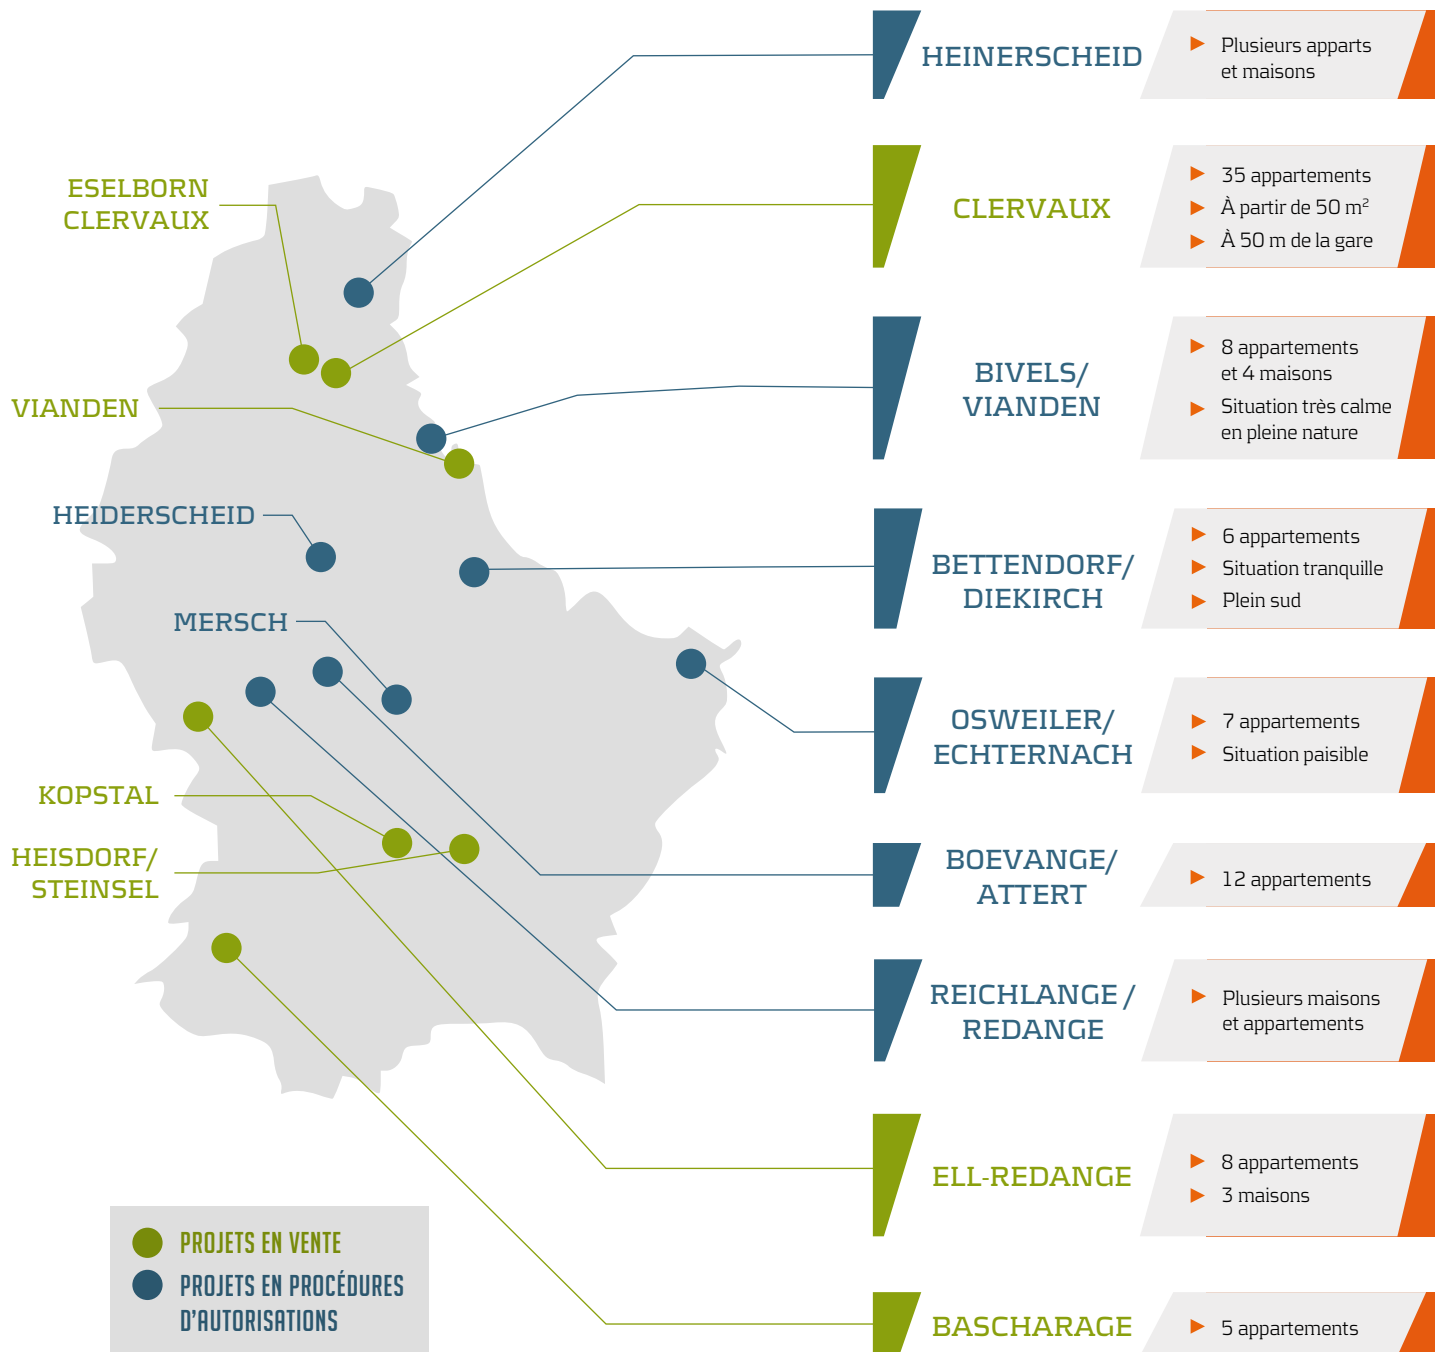 HEINERSCHEID
Plusieurs apparts
et maisons
ESELBORN
CLERVAUX
CLERVAUX
35 appartements
À partir de 50 m²
À 50 m de la gare
VIANDEN
BIVELS/
VIANDEN
8 appartements
et 4 maisons
Situation très calme
en pleine nature
HEIDERSCHEID
BETTENDORF/
DIEKIRCH
6 appartements
Situation tranquille
Plein sud
MERSCH
OSWEILER/
ECHTERNACH
7 appartements
Situation paisible
KOPSTAL
HEISDORF/
STEINSEL
BOEVANGE/
ATTERT
12 appartements
REICHLANGE /
REDANGE
Plusieurs maisons
et appartements
ELL-REDANGE
8 appartements
3 maisons
BASCHARAGE
5 appartements
PROJETS EN VENTE
PROJETS EN PROCÉDURES
D'AUTORISATIONS